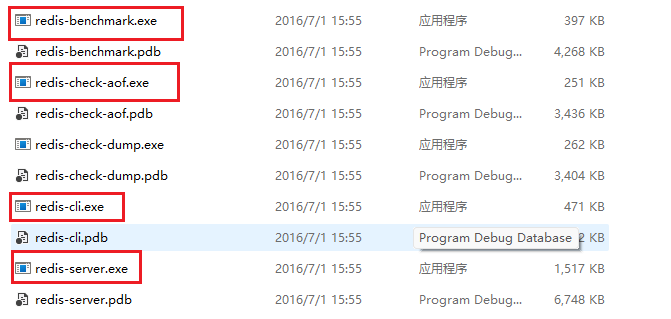 redis-benchmark.exe 2016/7/1 15:55 应用程序 397 KB
redis-benchmark.pdb 2016/7/1 15:55 Program Debug... 4,268 KB
redis-check-aof.exe 2016/7/1 15:55 应用程序 251 KB
redis-check-aof.pdb 2016/7/1 15:55 Program Debug... 3,436 KB
redis-check-dump.exe 2016/7/1 15:55 应用程序 262 KB
redis-check-dump.pdb 2016/7/1 15:55 Program Debug... 3,404 KB
redis-cli.exe 2016/7/1 15:55 应用程序 471 KB
redis-cli.pdb 2016/7/1 15:55 Program Debug Database 2 KB
redis-server.exe 2016/7/1 15:55 应用程序 1,517 KB
redis-server.pdb 2016/7/1 15:55 Program Debug... 6,748 KB